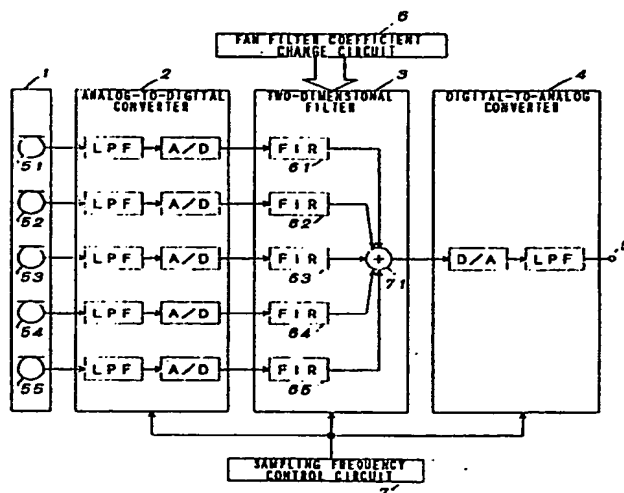 6
FAN FILTER COEFFICIENT
CHANGE CIRCUIT
1
2
3
4
ANALOG-TO-DIGITAL
CONVERTER
TWO-DIMENSIONAL
FILTER
DIGITAL-TO-ANALOG
CONVERTER
51
LPF
A/D
FIR
61
52
LPF
A/D
FIR
62
53
LPF
A/D
FIR
63
71
D/A
LPF
54
LPF
A/D
FIR
64
55
LPF
A/D
FIR
65
SAMPLING FREQUENCY
CONTROL CIRCUIT
7